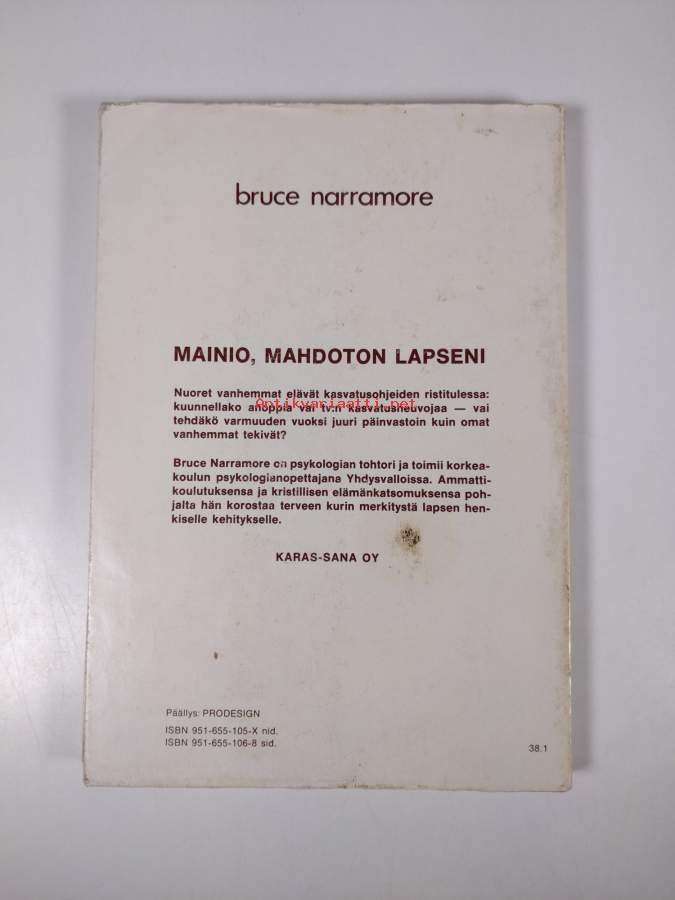 bruce narramore
MAINIO, MAHDOTON LAPSENI
Nuoret vanhemmat elävät kasvatusohjeiden ristitulessa:
kuunnellako anoppia vai tv:n kasvatusneuvojaa — vai
Antikvariaatti.net
tehdäkö varmuuden vuoksi juuri päinvastoin kuin omat
vanhemmat tekivät?
Bruce Narramore on psykologian tohtori ja toimii korkea-
koulun psykologianopettajana Yhdysvalloissa. Ammatti-
koulutuksensa ja kristillisen elämänkatsomuksensa poh-
jalta hän korostaa terveen kurin merkitystä lapsen hen-
kiselle kehitykselle.
KARAS-SANA OY
Päällys: PRODESIGN
ISBN 951-655-105-X nid.
ISBN 951-655-106-8 sid.
38.1